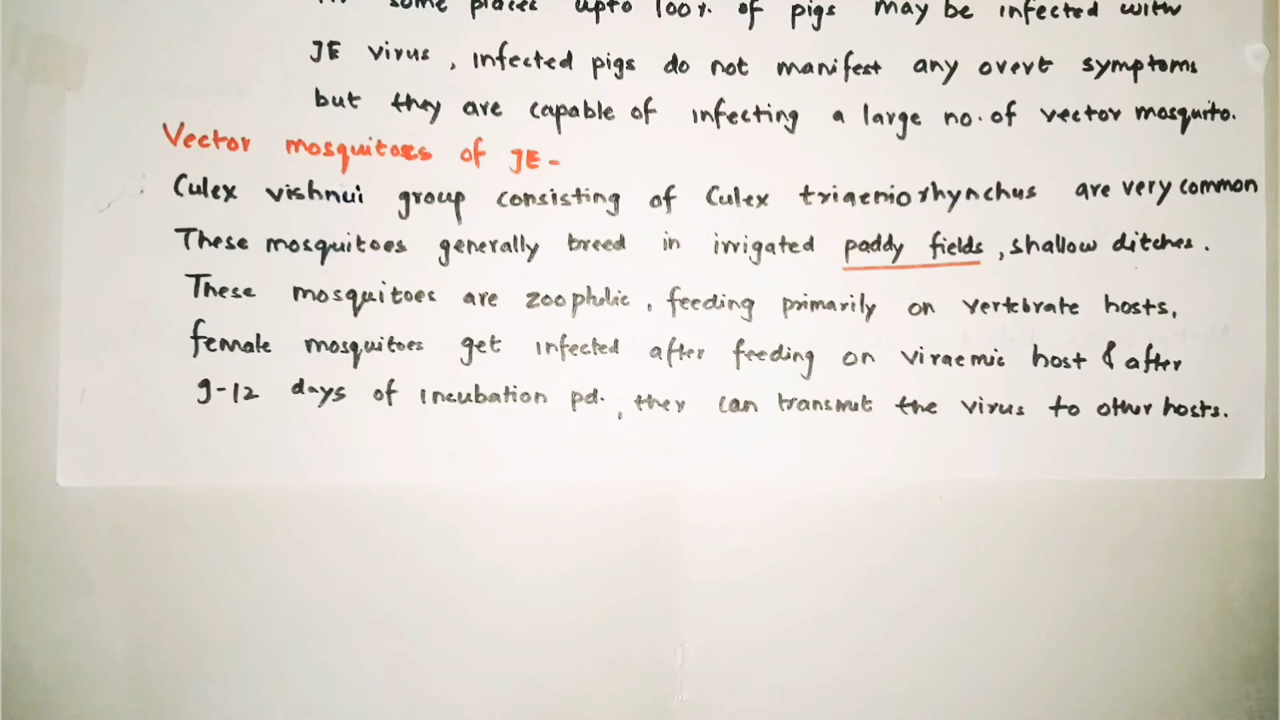 some places upto 100% of pigs may be infected with
JE virus, infected pigs do not manifest any overt symptoms
but they are capable of infecting a large no. of vector mosquito.
Vector mosquitoes of JE-
Culex vishnui group consisting of Culex trigeniorhynchus are very common
These mosquitoes generally breed in irrigated paddy fields, shallow ditches.
These mosquitoes are zoophilic, feeding primarily on vertebrate hosts,
female mosquitoes get infected after feeding on viraemic host & after
9-12 days of incubation pd., they can transmit the virus to other hosts.